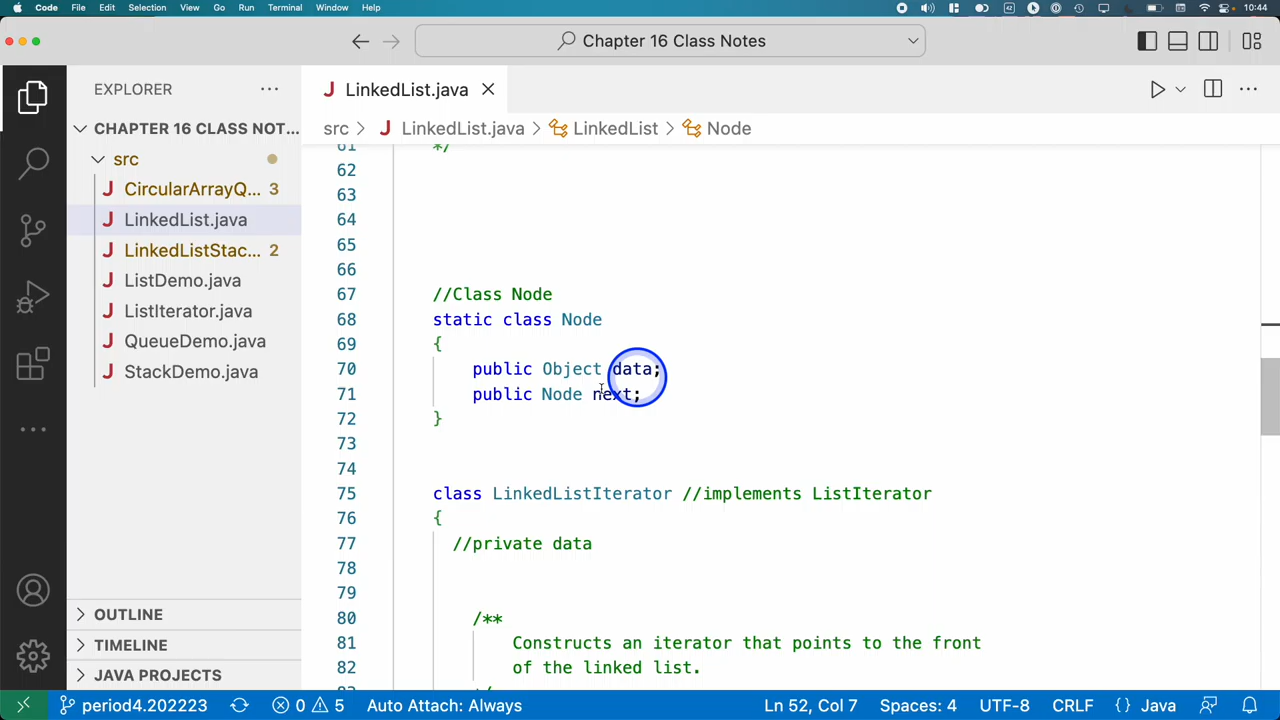 Code File Edit Selection View Go Run Terminal Window Help 10:44
Chapter 16 Class Notes
EXPLORER
LinkedList.java
CHAPTER 16 CLASS NOT...
src > LinkedList.java > LinkedList > Node
src
CircularArrayQ... 3
LinkedList.java
LinkedListStac... 2
ListDemo.java
ListIterator.java
QueueDemo.java
StackDemo.java
OUTLINE
TIMELINE
JAVA PROJECTS
61 */
62
63
64
65
66
67 //Class Node
68 static class Node
69 {
70 public Object data;
71 public Node next;
72 }
73
74
75 class LinkedListIterator //implements ListIterator
76 {
77 //private data
78
79
80 /**
81 Constructs an iterator that points to the front
82 of the linked list.
period4.202223 0 5 Auto Attach: Always Ln 52, Col 7 Spaces: 4 UTF-8 CRLF {} Java